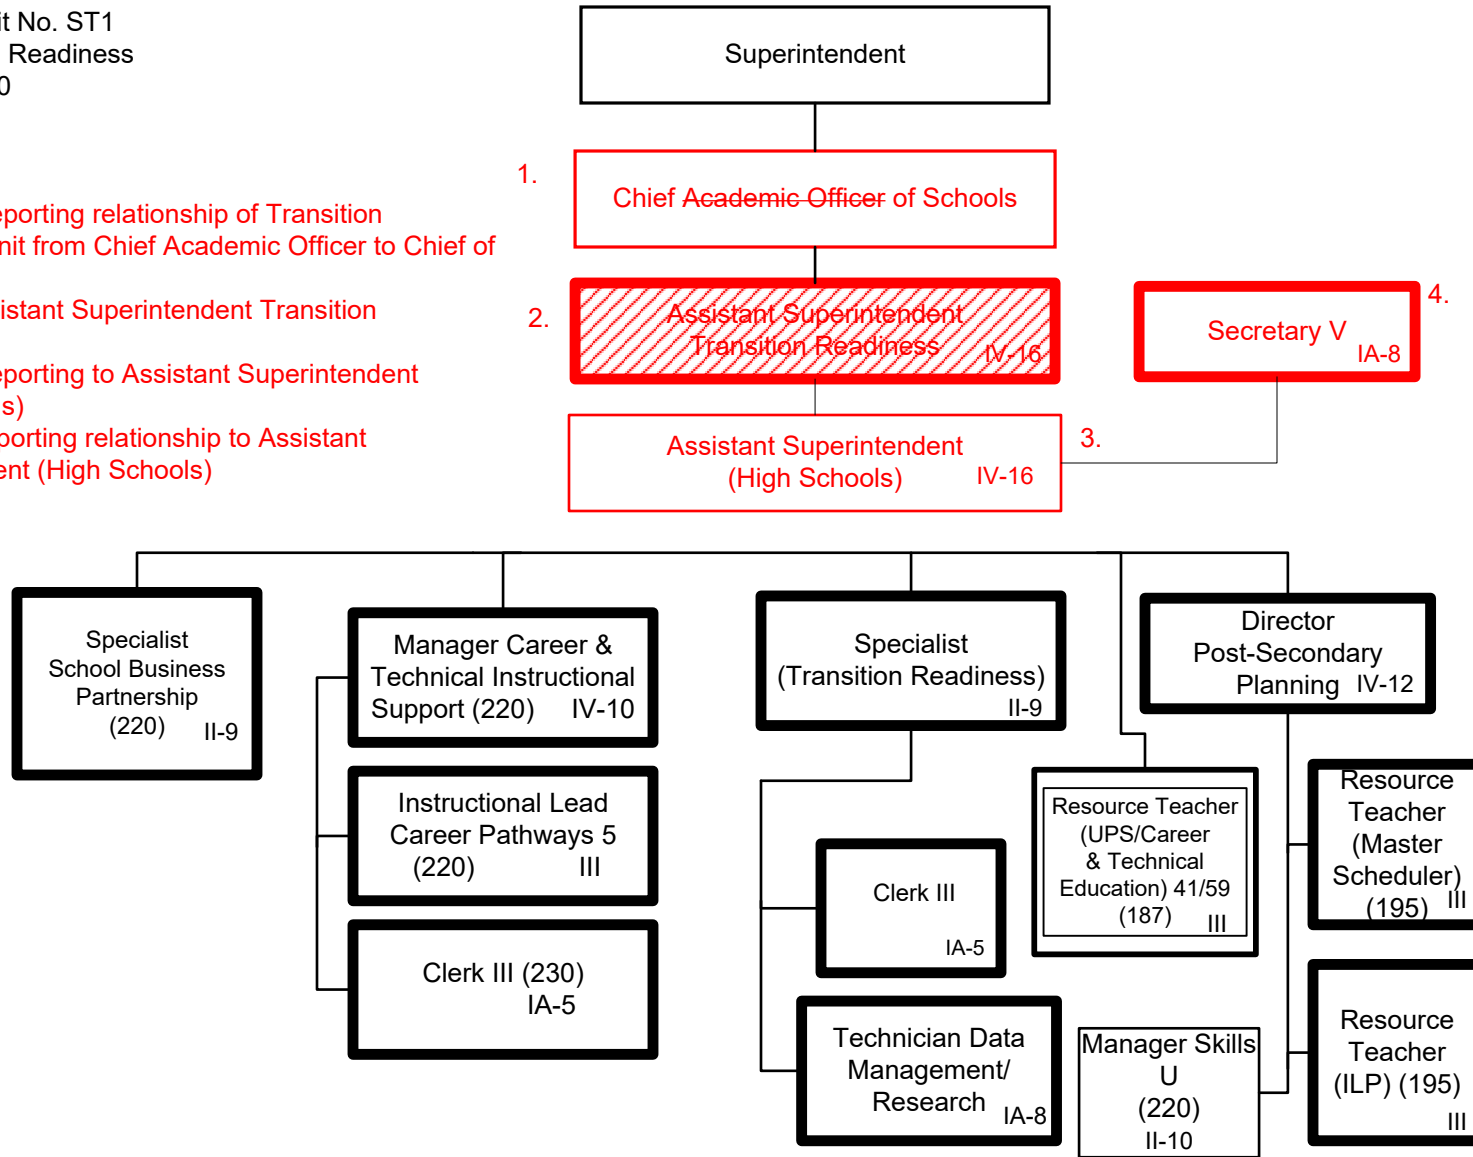 it No. ST1
Readiness
0
Superintendent
1.
Chief Academic Officer of Schools
eporting relationship of Transition
nit from Chief Academic Officer to Chief of
sistant Superintendent Transition
eporting to Assistant Superintendent
s)
porting relationship to Assistant
ent (High Schools)
2.
Assistant Superintendent
Transition Readiness IV-16
4.
Secretary V
IA-8
3.
Assistant Superintendent
(High Schools) IV-16
Specialist
School Business
Partnership
(220) II-9
Manager Career &
Technical Instructional
Support (220) IV-10
Instructional Lead
Career Pathways 5
(220) III
Clerk III (230)
IA-5
Specialist
(Transition Readiness)
II-9
Clerk III
IA-5
Technician Data
Management/
Research IA-8
Resource Teacher
(UPS/Career
& Technical
Education) 41/59
(187) III
Director
Post-Secondary
Planning IV-12
Resource
Teacher
(Master
Scheduler)
(195) III
Manager Skills
U
(220)
II-10
Resource
Teacher
(ILP) (195)
III